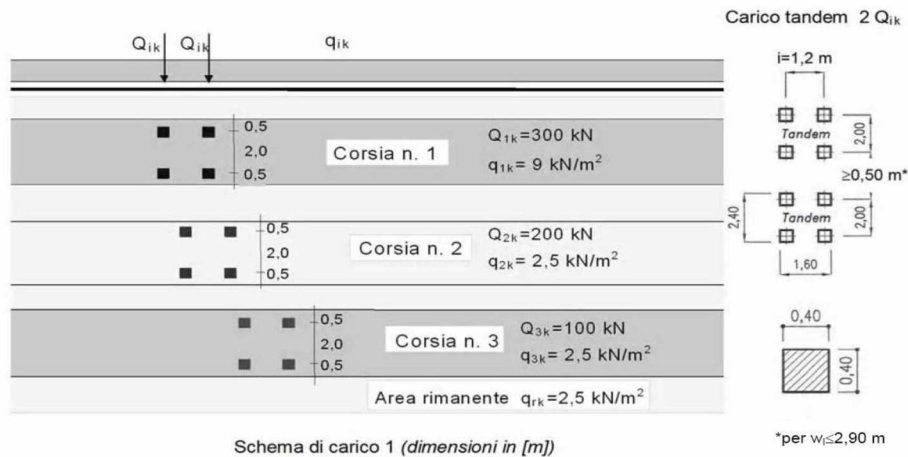 Carico tandem 2 Qik
Qik Qik qik
i=1,2 m
0,5
2,0
0,5
Corsia n. 1
Q1k=300 kN
q1k= 9 kN/m²
Tandem
2,00
≥0,50 m*
0,5
2,0
0,5
Corsia n. 2
Q2k=200 kN
q2k= 2,5 kN/m²
2,40
Tandem
2,00
1,60
0,5
2,0
0,5
Corsia n. 3
Q3k=100 kN
q3k= 2,5 kN/m²
0,40
0,40
Area rimanente qrk=2,5 kN/m²
Schema di carico 1 (dimensioni in [m])
*per wl≤2,90 m